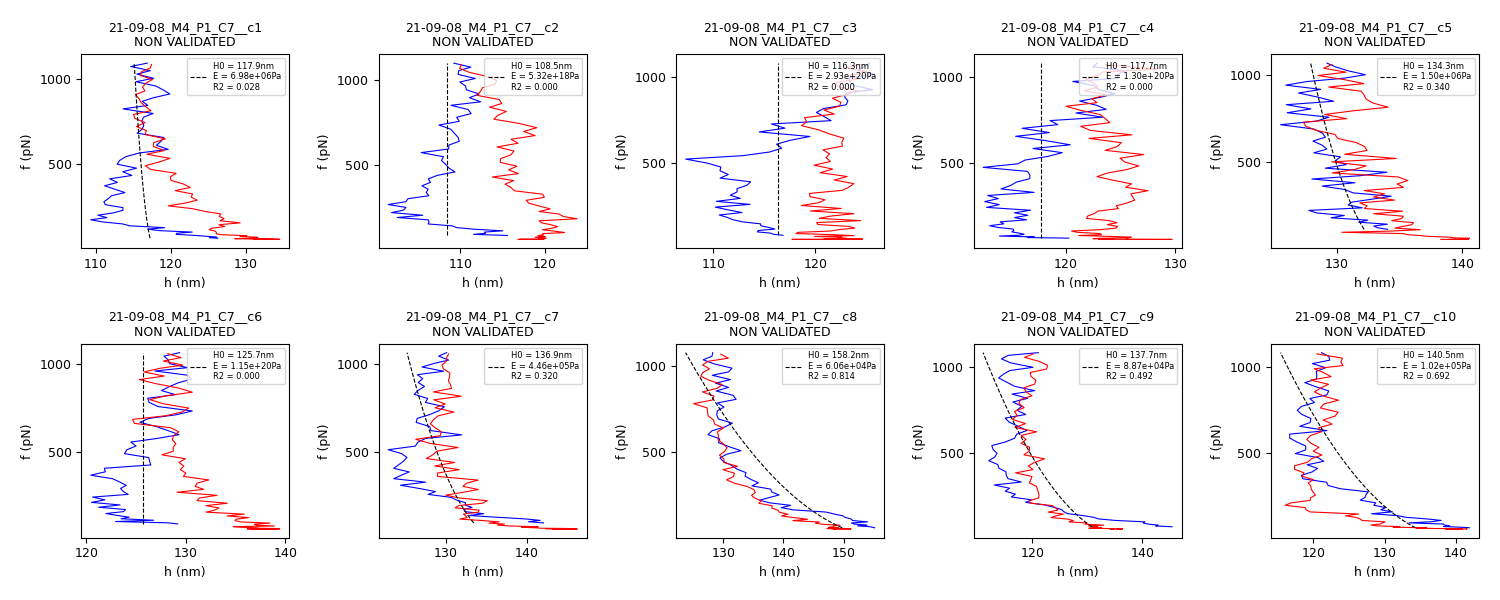 21-09-08_M4_P1_C7__c1
NON VALIDATED
H0 = 117.9nm
E = 6.98e+06Pa
R2 = 0.028
f (pN)
1000
500
110 120 130
h (nm)
21-09-08_M4_P1_C7__c2
NON VALIDATED
H0 = 108.5nm
E = 5.32e+18Pa
R2 = 0.000
f (pN)
1000
500
110 120
h (nm)
21-09-08_M4_P1_C7__c3
NON VALIDATED
H0 = 116.3nm
E = 2.93e+20Pa
R2 = 0.000
f (pN)
1000
500
110 120
h (nm)
21-09-08_M4_P1_C7__c4
NON VALIDATED
H0 = 117.7nm
E = 1.30e+20Pa
R2 = 0.000
f (pN)
1000
500
120 130
h (nm)
21-09-08_M4_P1_C7__c5
NON VALIDATED
H0 = 134.3nm
E = 1.50e+06Pa
R2 = 0.340
f (pN)
1000
500
130 140
h (nm)
21-09-08_M4_P1_C7__c6
NON VALIDATED
H0 = 125.7nm
E = 1.15e+20Pa
R2 = 0.000
f (pN)
1000
500
120 130 140
h (nm)
21-09-08_M4_P1_C7__c7
NON VALIDATED
H0 = 136.9nm
E = 4.46e+05Pa
R2 = 0.320
f (pN)
1000
500
130 140
h (nm)
21-09-08_M4_P1_C7__c8
NON VALIDATED
H0 = 158.2nm
E = 6.06e+04Pa
R2 = 0.814
f (pN)
1000
500
130 140 150
h (nm)
21-09-08_M4_P1_C7__c9
NON VALIDATED
H0 = 137.7nm
E = 8.87e+04Pa
R2 = 0.492
f (pN)
1000
500
120 140
h (nm)
21-09-08_M4_P1_C7__c10
NON VALIDATED
H0 = 140.5nm
E = 1.02e+05Pa
R2 = 0.692
f (pN)
1000
500
120 130 140
h (nm)